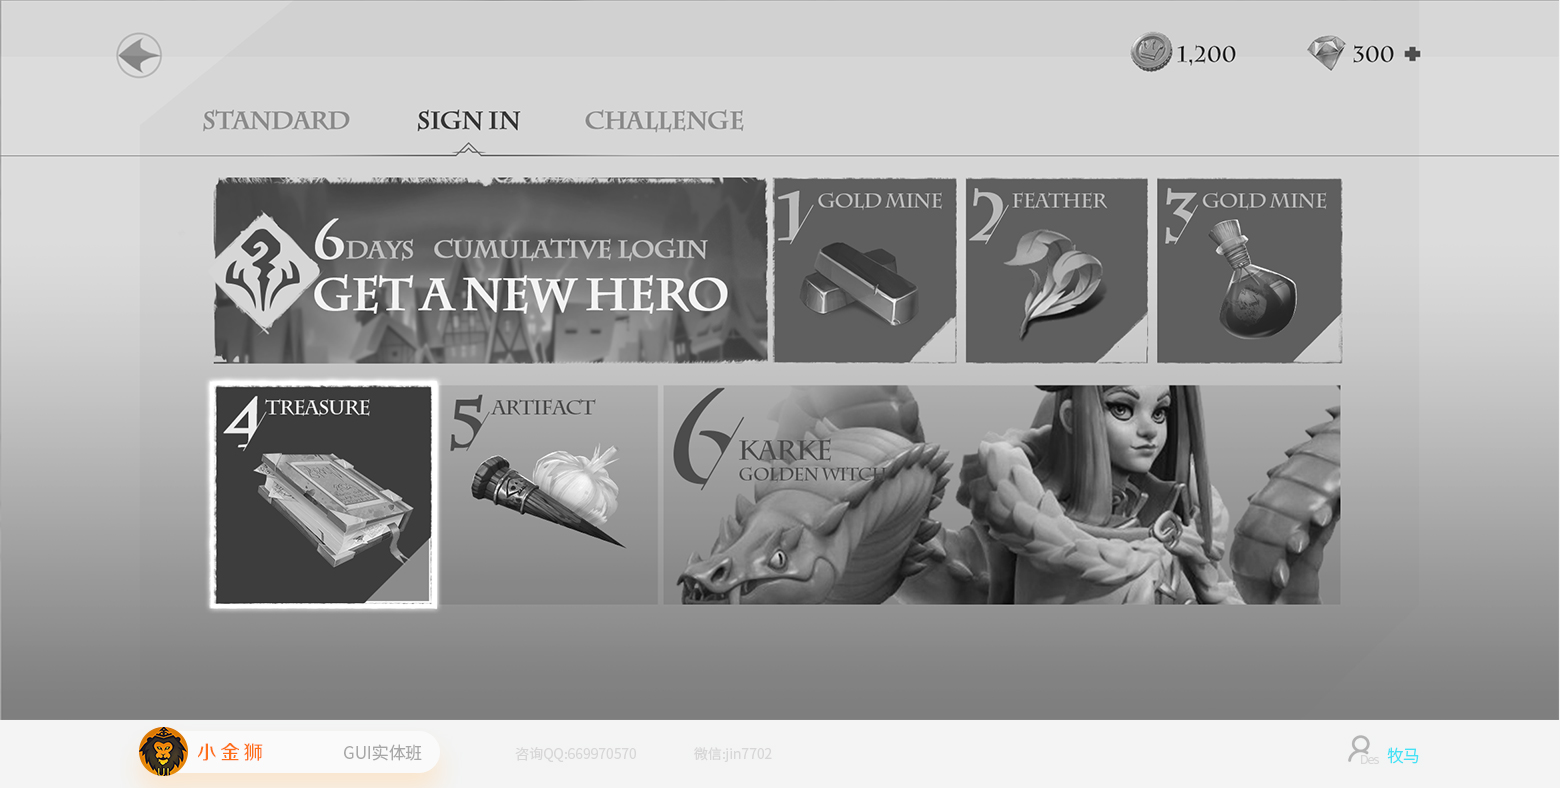 1,200
300
STANDARD
SIGN IN
CHALLENGE
6DAYS CUMULATIVE LOGIN
GET A NEW HERO
1 GOLD MINE
2 FEATHER
3 GOLD MINE
4 TREASURE
5 ARTIFACT
6 KARKE
GOLDEN WITCH
小金狮
GUI实体班
咨询QQ:669970570
微信:jin7702
Des
牧马